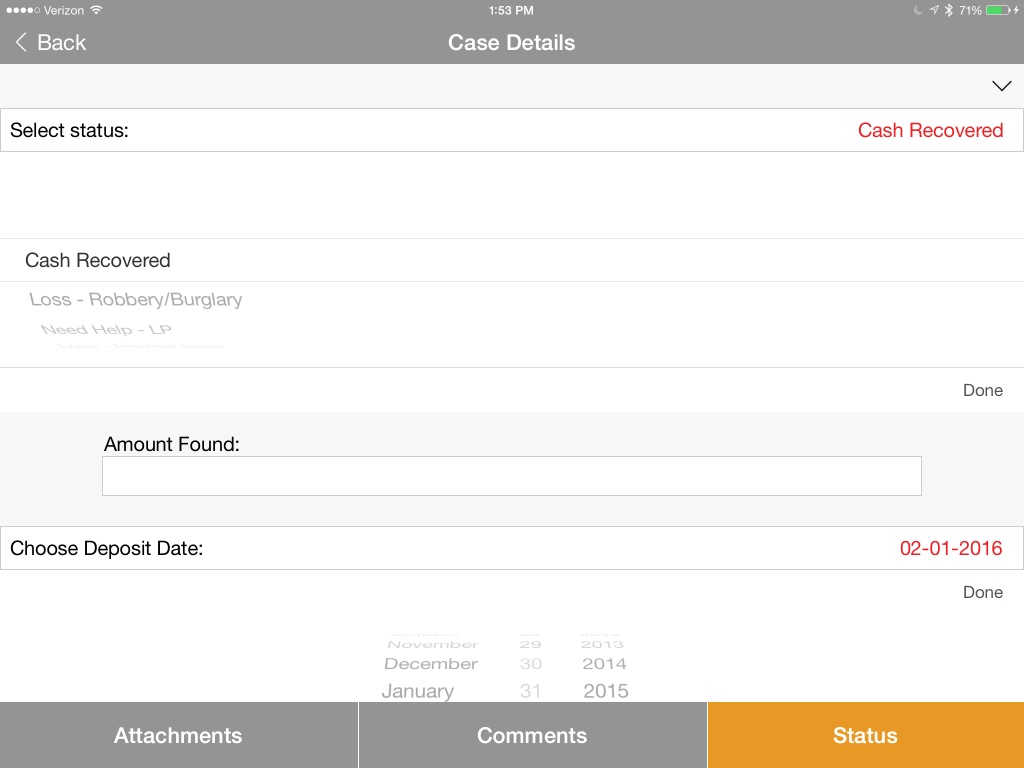 Verizon 1:53 PM 71%
Back Case Details
Select status: Cash Recovered
Cash Recovered
Loss - Robbery/Burglary
Need Help - LP
Done
Amount Found:
Choose Deposit Date: 02-01-2016
Done
November 29 2013
December 30 2014
January 31 2015
Attachments Comments Status